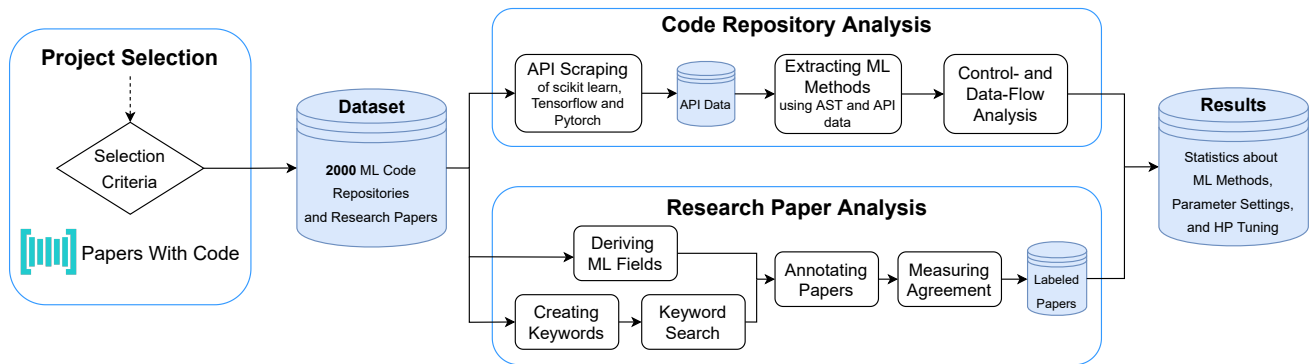 Project Selection
Selection
Criteria
Papers With Code
Dataset
2000 ML Code
Repositories
and Research Papers
Code Repository Analysis
API Scraping
of scikit learn,
Tensorflow and
Pytorch
API Data
Extracting ML
Methods
using AST and API
data
Control- and
Data-Flow
Analysis
Research Paper Analysis
Deriving
ML Fields
Creating
Keywords
Keyword
Search
Annotating
Papers
Measuring
Agreement
Labeled
Papers
Results
Statistics about
ML Methods,
Parameter Settings,
and HP Tuning